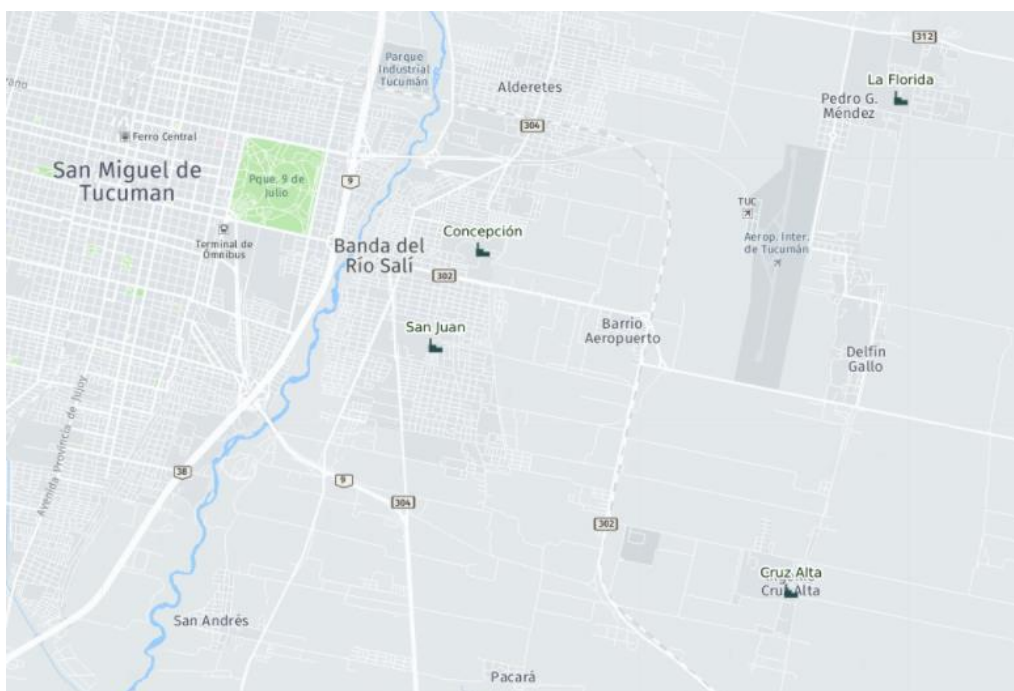 312
La Florida
Parque
Industrial
Tucumán
Alderetes
Pedro G.
Méndez
304
Ferro Central
San Miguel de
Tucuman
Pque. 9 de
Julio
9
TUC
Terminal de
Ómnibus
Concepción
Banda del
Río Salí
Aerop. Inter.
de Tucumán
302
San Juan
Barrio
Aeropuerto
Delfín
Gallo
Avenida Provincia de Jujuy
38
9
304
302
Cruz Alta
Cruz Alta
San Andrés
Pacará